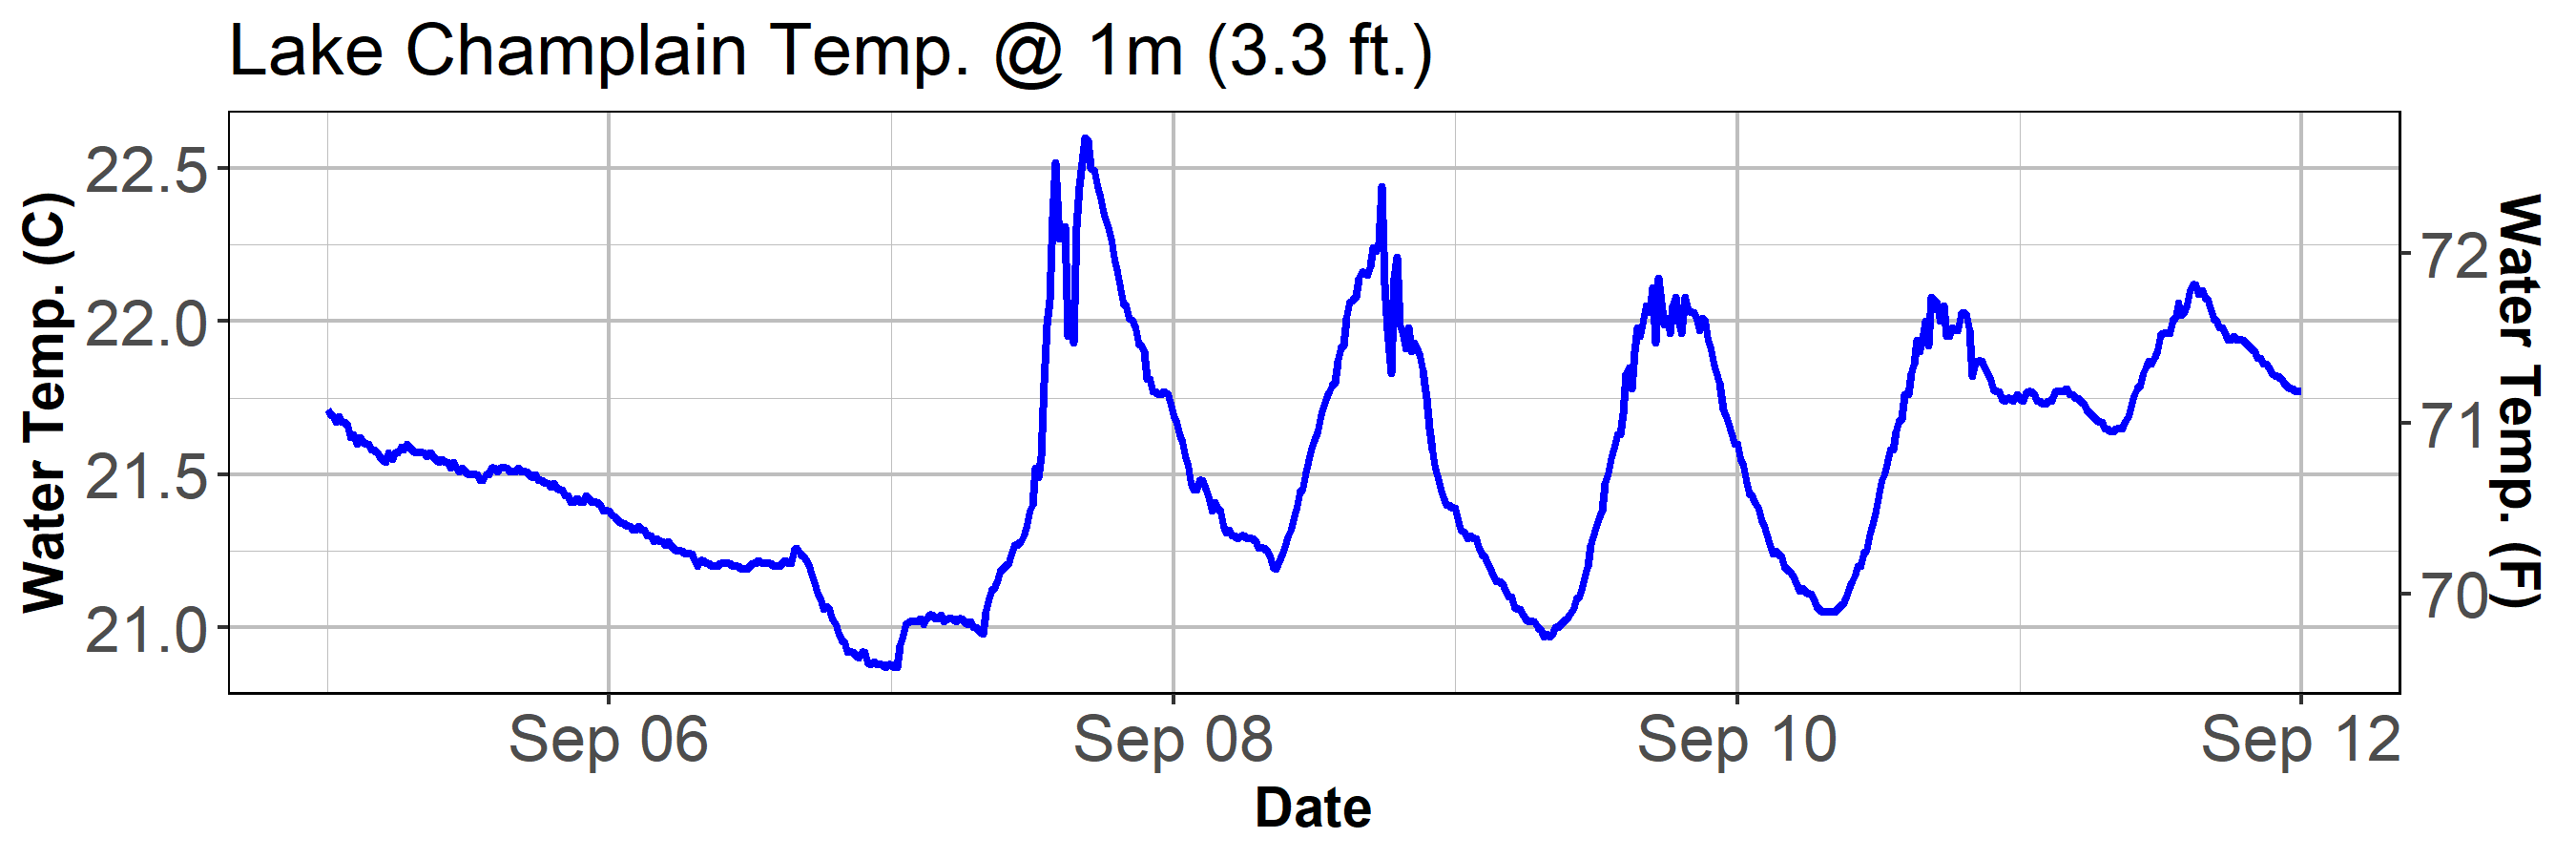 Lake Champlain Temp. @ 1m (3.3 ft.)
Water Temp. (C)
22.5
22.0
21.5
21.0
72
71
70
Water Temp. (F)
Sep 06 Sep 08 Sep 10 Sep 12
Date